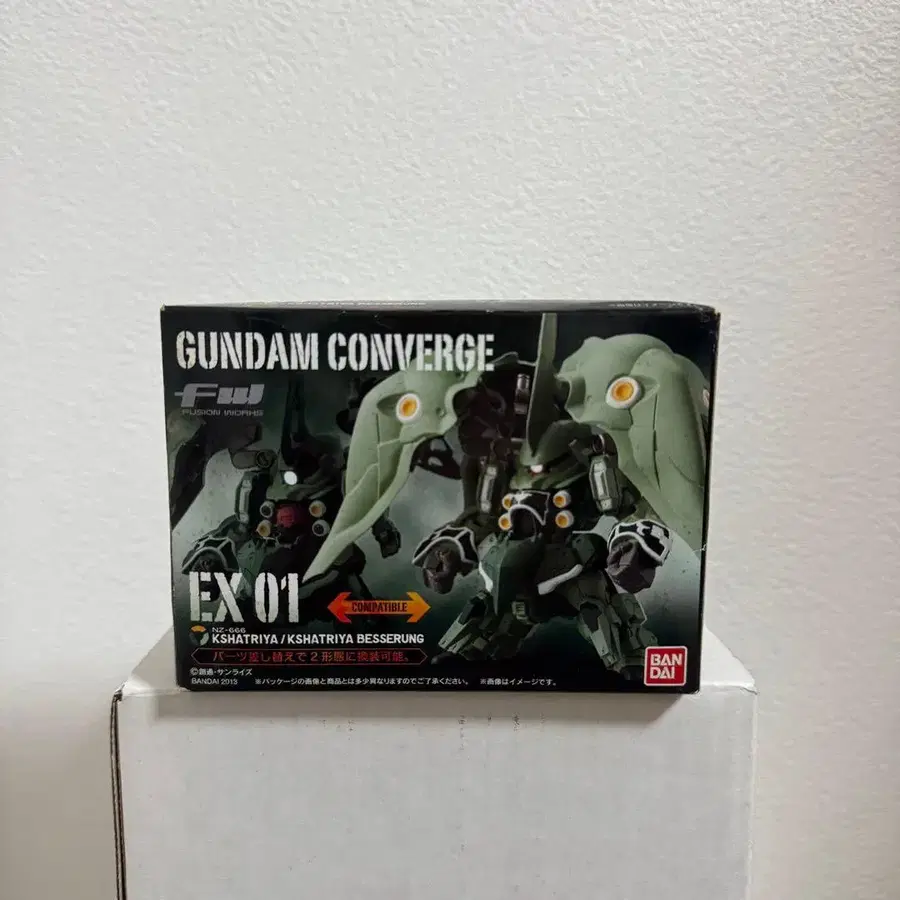 GUNDAM CONVERGE
FW
FUSION WORKS
EX 01
COMPATIBLE
NZ-666
KSHATRIYA / KSHATRIYA BESSERUNG
パーツ差し替えで2形態に換装可能。
©創通・サンライズ
BANDAI 2013 ※パッケージの画像と商品とは多少異なりますのでご了承ください。 ※画像はイメージです。
BAN
DAI